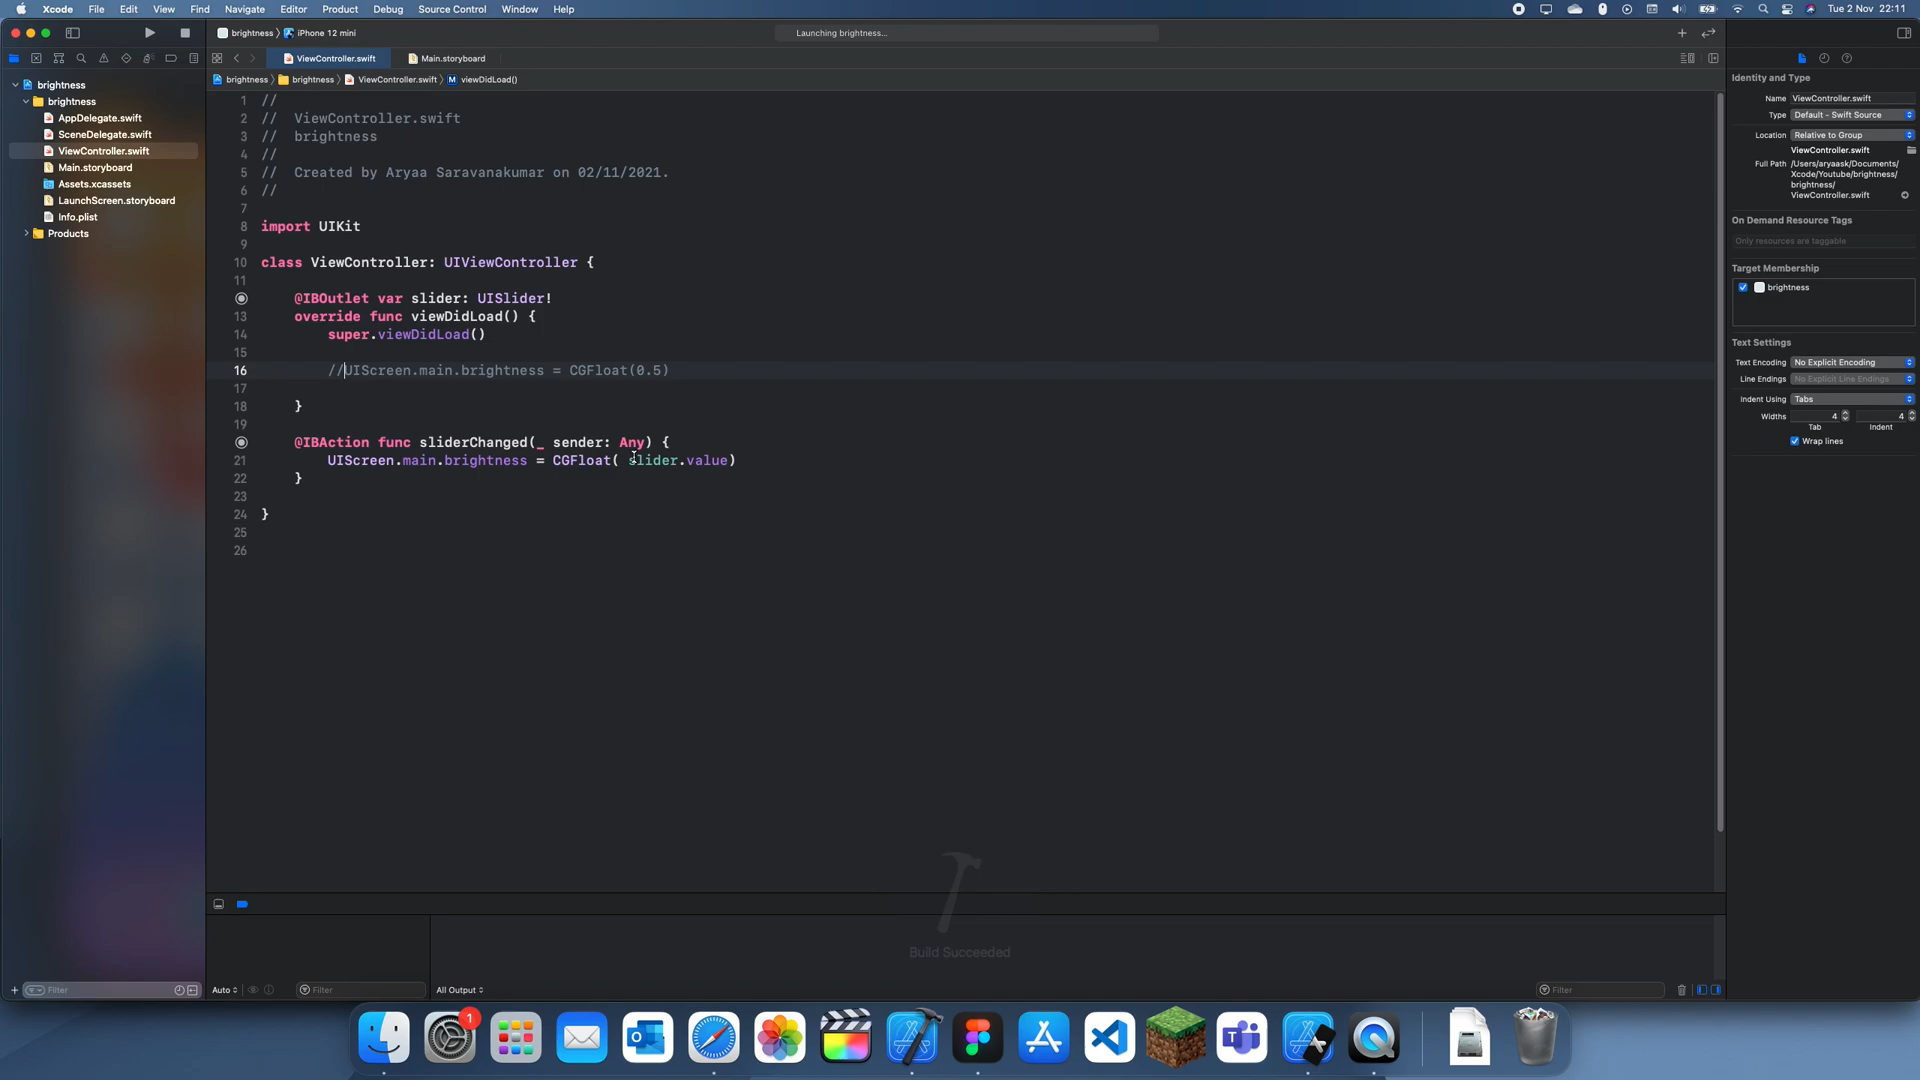 Xcode File Edit View Find Navigate Editor Product Debug Source Control Window Help Tue 2 Nov 22:11
brightness iPhone 12 mini Launching brightness...
ViewController.swift Main.storyboard
brightness brightness ViewController.swift M viewDidLoad()
brightness
brightness
AppDelegate.swift
SceneDelegate.swift
ViewController.swift
Main.storyboard
Assets.xcassets
LaunchScreen.storyboard
Info.plist
Products
1 //
2 //  ViewController.swift
3 //  brightness
4 //
5 //  Created by Aryaa Saravanakumar on 02/11/2021.
6 //
7
8 import UIKit
9
10 class ViewController: UIViewController {
11
@IBOutlet var slider: UISlider!
13 override func viewDidLoad() {
14 super.viewDidLoad()
15
16 //UIScreen.main.brightness = CGFloat(0.5)
17
18 }
19
@IBAction func sliderChanged(_ sender: Any) {
21 UIScreen.main.brightness = CGFloat( slider.value)
22 }
23
24 }
25
26
Build Succeeded
Filter
Auto
Filter
All Output
Filter
Identity and Type
Name ViewController.swift
Type Default - Swift Source
Location Relative to Group
ViewController.swift
Full Path /Users/aryaask/Documents/
Xcode/Youtube/brightness/
brightness/
ViewController.swift
On Demand Resource Tags
Only resources are taggable
Target Membership
brightness
Text Settings
Text Encoding No Explicit Encoding
Line Endings No Explicit Line Endings
Indent Using Tabs
Widths 4 4
Tab Indent
Wrap lines
1